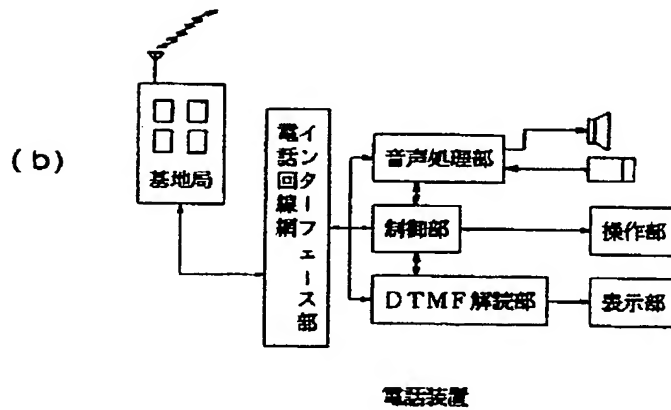 (b)
基地局
電話回線網
インターフェース部
音声処理部
制御部
操作部
DTMF解読部
表示部
電話装置